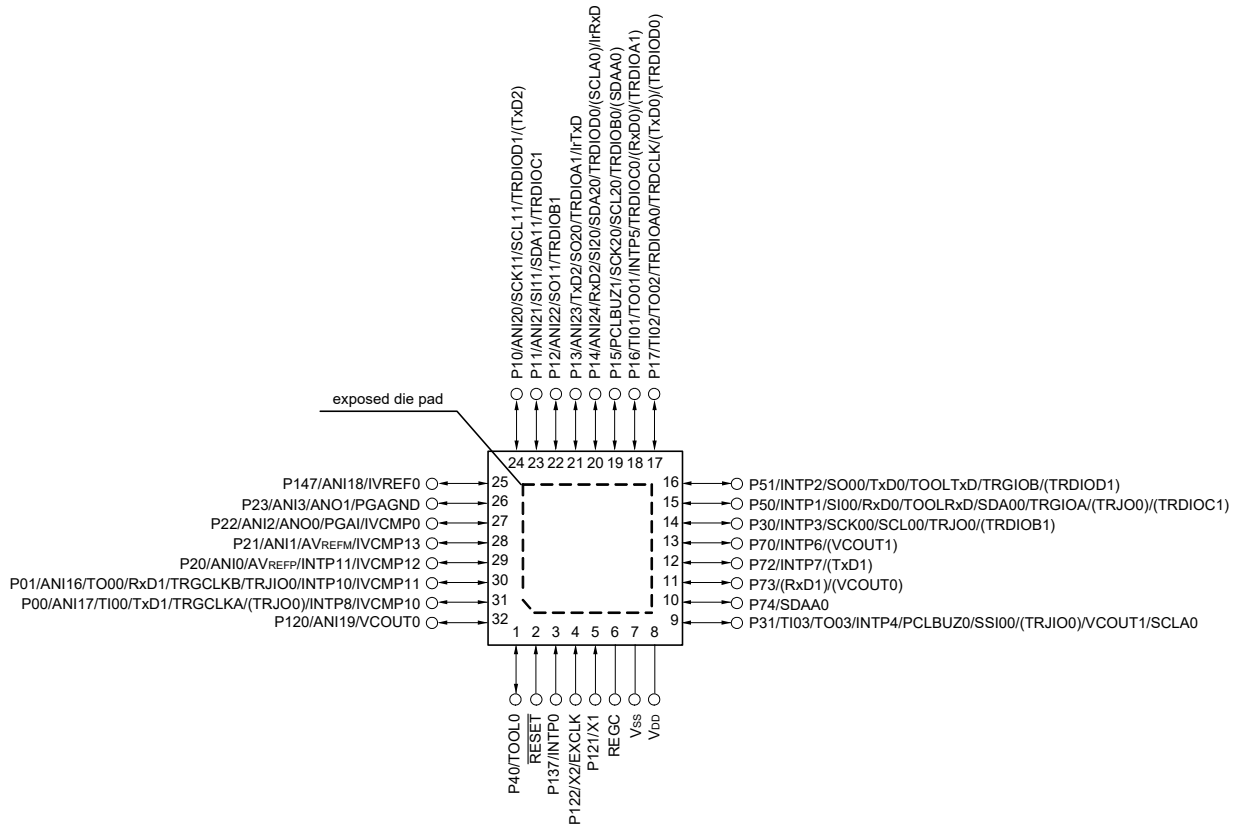 P10/ANI20/SCK11/SCL11/TRDIOD1/(TxD2)
P11/ANI21/SI11/SDA11/TRDIOC1
P12/ANI22/SO11/TRDIOB1
P13/ANI23/TxD2/SO20/TRDIOA1/IrTxD
P14/ANI24/RxD2/SI20/SDA20/TRDIOD0/(SCLA0)/IrRxD
P15/PCLBUZ1/SCK20/SCL20/TRDIOB0/(SDAA0)
P16/TI01/TO01/INTP5/TRDIOC0/(RxD0)/(TRDIOA1)
P17/TI02/TO02/TRDIOA0/TRDCLK/(TxD0)/(TRDIOD0)
exposed die pad
24 23 22 21 20 19 18 17
P147/ANI18/IVREF0 25
P23/ANI3/ANO1/PGAGND 26
P22/ANI2/ANO0/PGAI/IVCMP0 27
P21/ANI1/AVREFM/IVCMP13 28
P20/ANI0/AVREFP/INTP11/IVCMP12 29
P01/ANI16/TO00/RxD1/TRGCLKB/TRJIO0/INTP10/IVCMP11 30
P00/ANI17/TI00/TxD1/TRGCLKA/(TRJO0)/INTP8/IVCMP10 31
P120/ANI19/VCOUT0 32
16 P51/INTP2/SO00/TxD0/TOOLTxD/TRGIOB/(TRDIOD1)
15 P50/INTP1/SI00/RxD0/TOOLRxD/SDA00/TRGIOA/(TRJO0)/(TRDIOC1)
14 P30/INTP3/SCK00/SCL00/TRJO0/(TRDIOB1)
13 P70/INTP6/(VCOUT1)
12 P72/INTP7/(TxD1)
11 P73/(RxD1)/(VCOUT0)
10 P74/SDAA0
9 P31/TI03/TO03/INTP4/PCLBUZ0/SSI00/(TRJIO0)/VCOUT1/SCLA0
1 2 3 4 5 6 7 8
P40/TOOL0
RESET
P137/INTP0
P122/X2/EXCLK
P121/X1
REGC
VSS
VDD